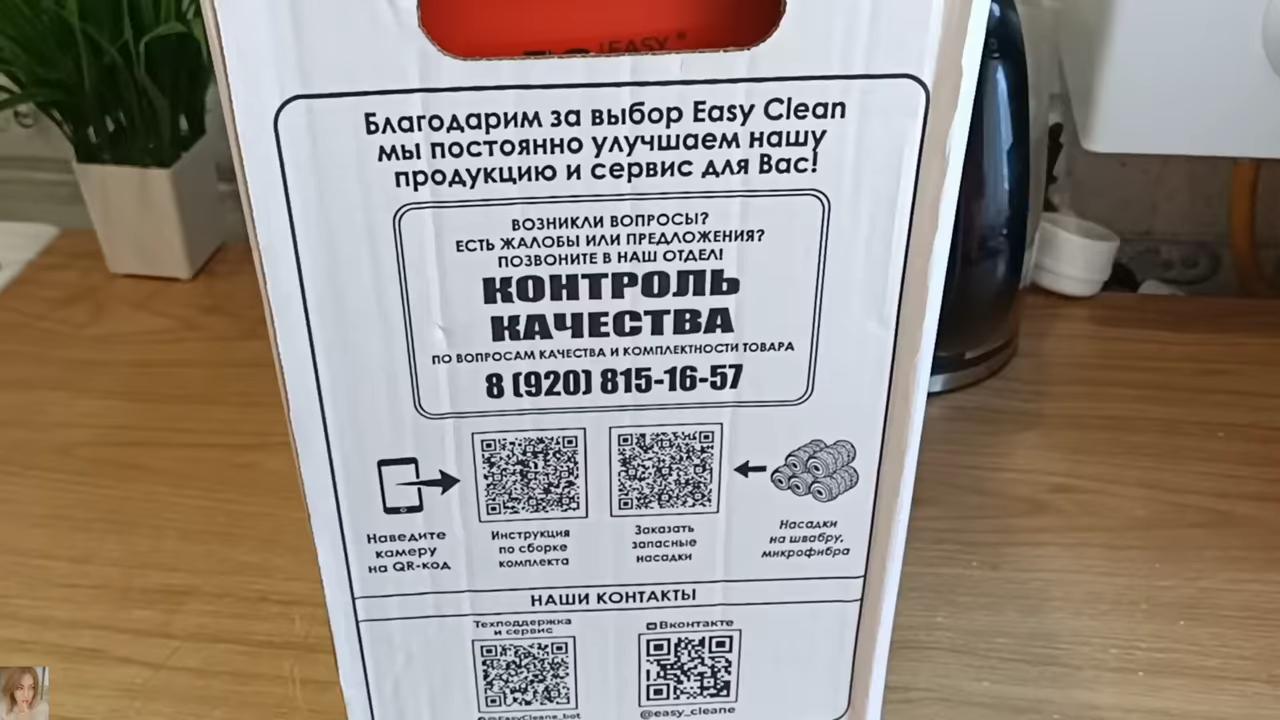 EASY
Благодарим за выбор Easy Clean
мы постоянно улучшаем нашу
продукцию и сервис для Вас!
ВОЗНИКЛИ ВОПРОСЫ?
ЕСТЬ ЖАЛОБЫ ИЛИ ПРЕДЛОЖЕНИЯ?
ПОЗВОНИТЕ В НАШ ОТДЕЛ!
КОНТРОЛЬ
КАЧЕСТВА
ПО ВОПРОСАМ КАЧЕСТВА И КОМПЛЕКТНОСТИ ТОВАРА
8 (920) 815-16-57
Наведите
камеру
на QR-код
Инструкция
по сборке
комплекта
Заказать
запасные
насадки
Насадки
на швабру,
микрофибра
НАШИ КОНТАКТЫ
Техподдержка
и сервис
Вконтакте
@EasyCleane_bot
@easy_cleane